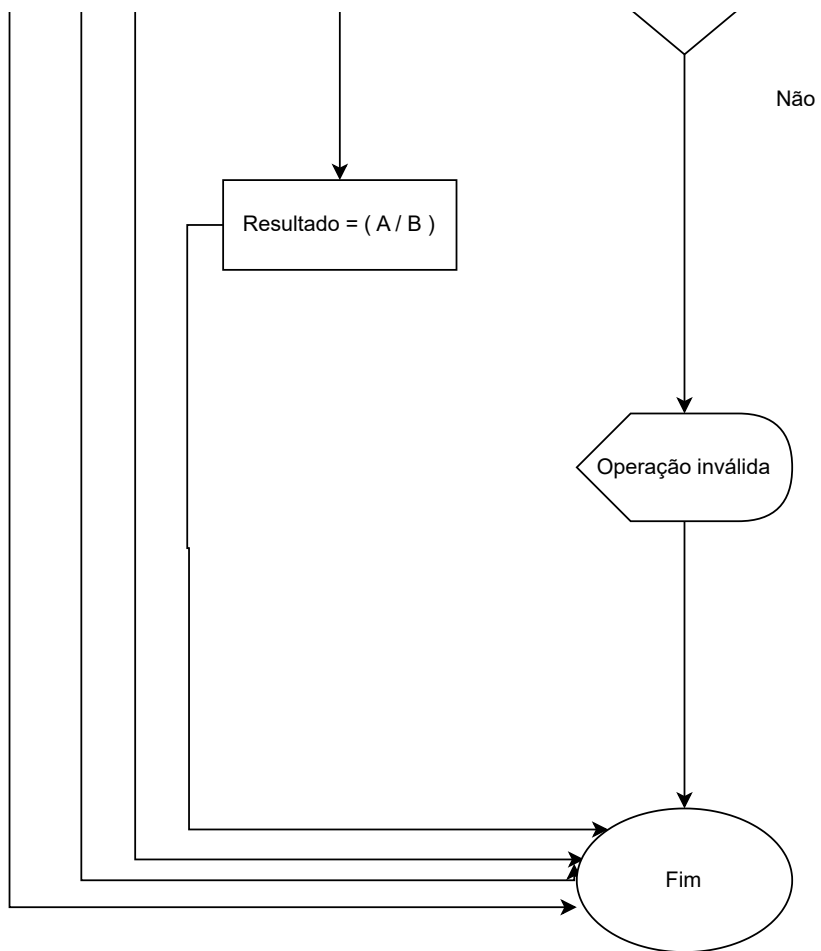 Não
Resultado = ( A / B )
Operação inválida
Fim